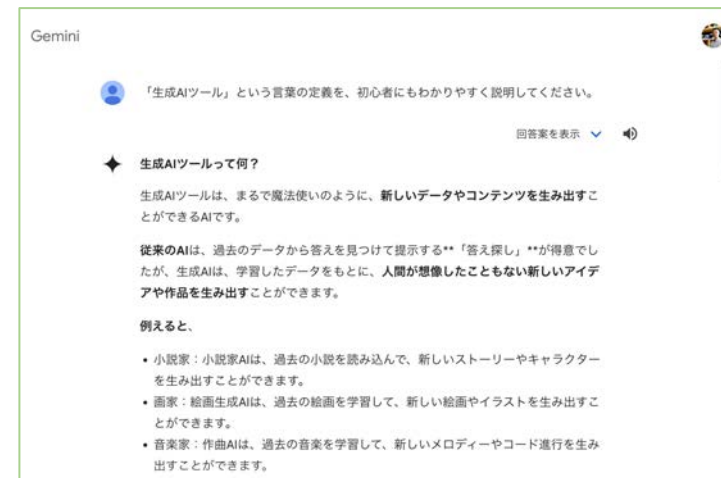 Gemini
「生成AIツール」という言葉の定義を、初心者にもわかりやすく説明してください。
回答案を表示
生成AIツールって何？
生成AIツールは、まるで魔法使いのように、新しいデータやコンテンツを生み出すこ
とができるAIです。
従来のAIは、過去のデータから答えを見つけて提示する**「答え探し」**が得意でし
たが、生成AIは、学習したデータをもとに、人間が想像したこともない新しいアイデ
アや作品を生み出すことができます。
例えると、
• 小説家：小説家AIは、過去の小説を読み込んで、新しいストーリーやキャラクター
を生み出すことができます。
• 画家：絵画生成AIは、過去の絵画を学習して、新しい絵画やイラストを生み出すこ
とができます。
• 音楽家：作曲AIは、過去の音楽を学習して、新しいメロディーやコード進行を生み
出すことができます。